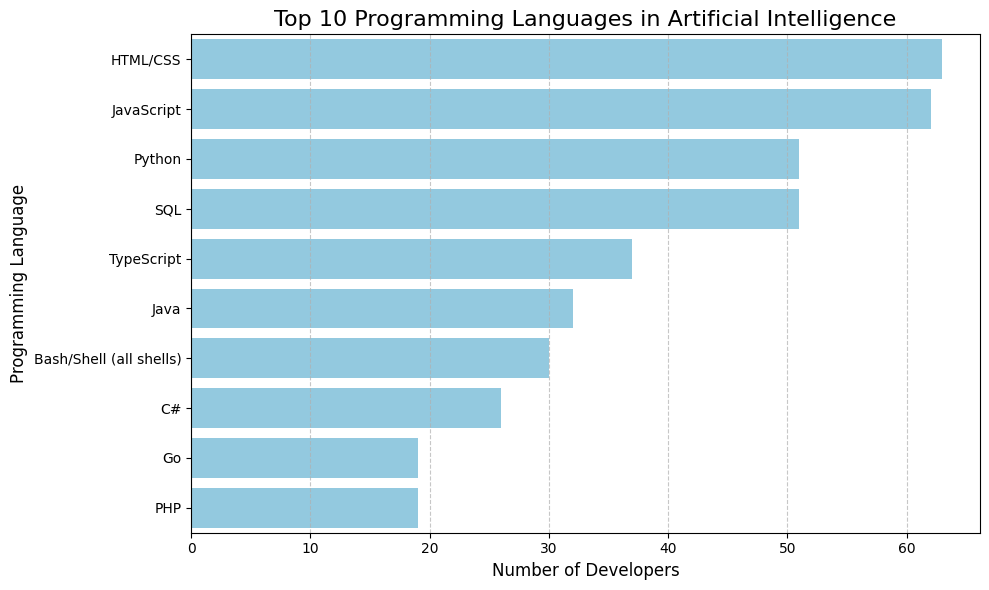 Top 10 Programming Languages in Artificial Intelligence
Programming Language
HTML/CSS
JavaScript
Python
SQL
TypeScript
Java
Bash/Shell (all shells)
C#
Go
PHP
0 10 20 30 40 50 60
Number of Developers